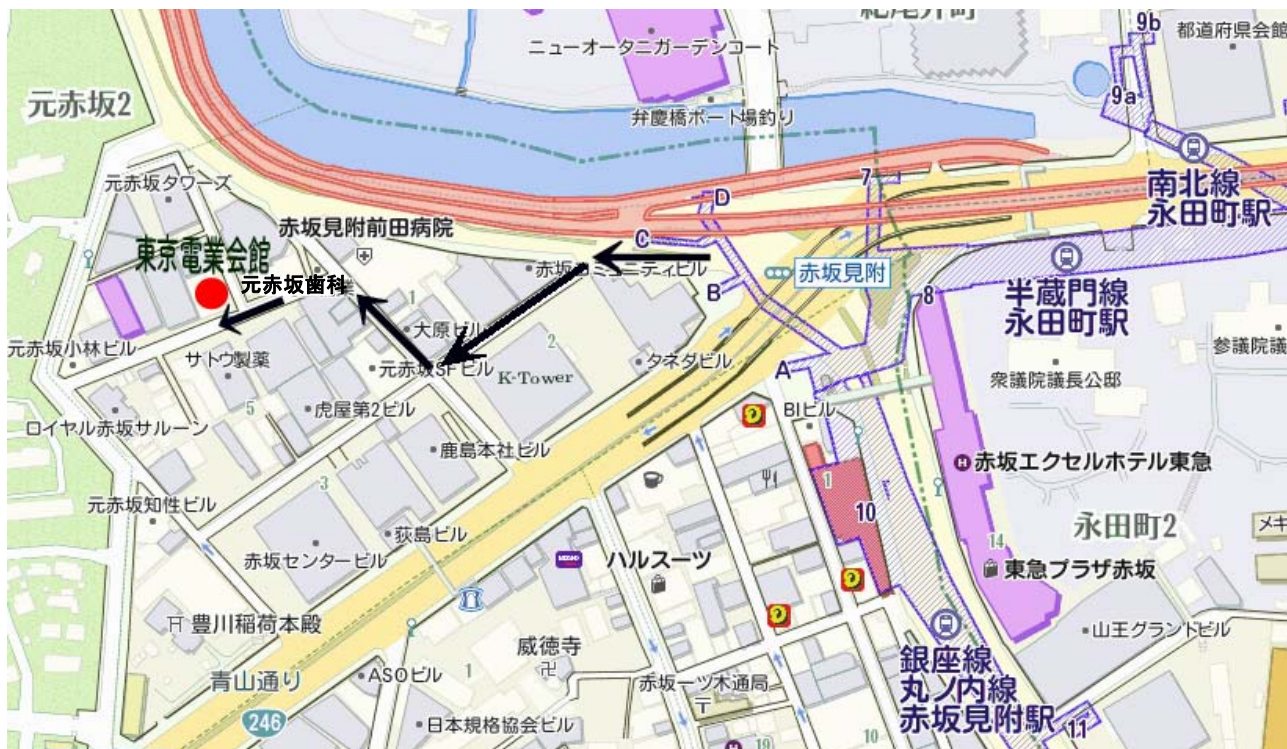 紀尾井町
9b
都道府県会館
ニューオータニガーデンコート
9a
元赤坂2
弁慶橋ボート場釣り
南北線
永田町駅
元赤坂タワーズ
7
D
赤坂見附前田病院
C
東京電業会館
元赤坂歯科
赤坂コミュニティビル
赤坂見附
半蔵門線
永田町駅
B
8
1
大原ビル
2
元赤坂小林ビル
サトウ製薬
元赤坂SFビル
K-Tower
タネダビル
A
参議院議
衆議院議長公邸
5
虎屋第2ビル
BIビル
ロイヤル赤坂サルーン
鹿島本社ビル
赤坂エクセルホテル東急
3
1
元赤坂知性ビル
荻島ビル
10
永田町2
メキ
14
赤坂センタービル
ハルスーツ
東急プラザ赤坂
豊川稲荷本殿
威徳寺
山王グランドビル
銀座線
丸ノ内線
赤坂見附駅
青山通り
ASOビル
1
赤坂一ツ木通局
246
日本規格協会ビル
11
19
10